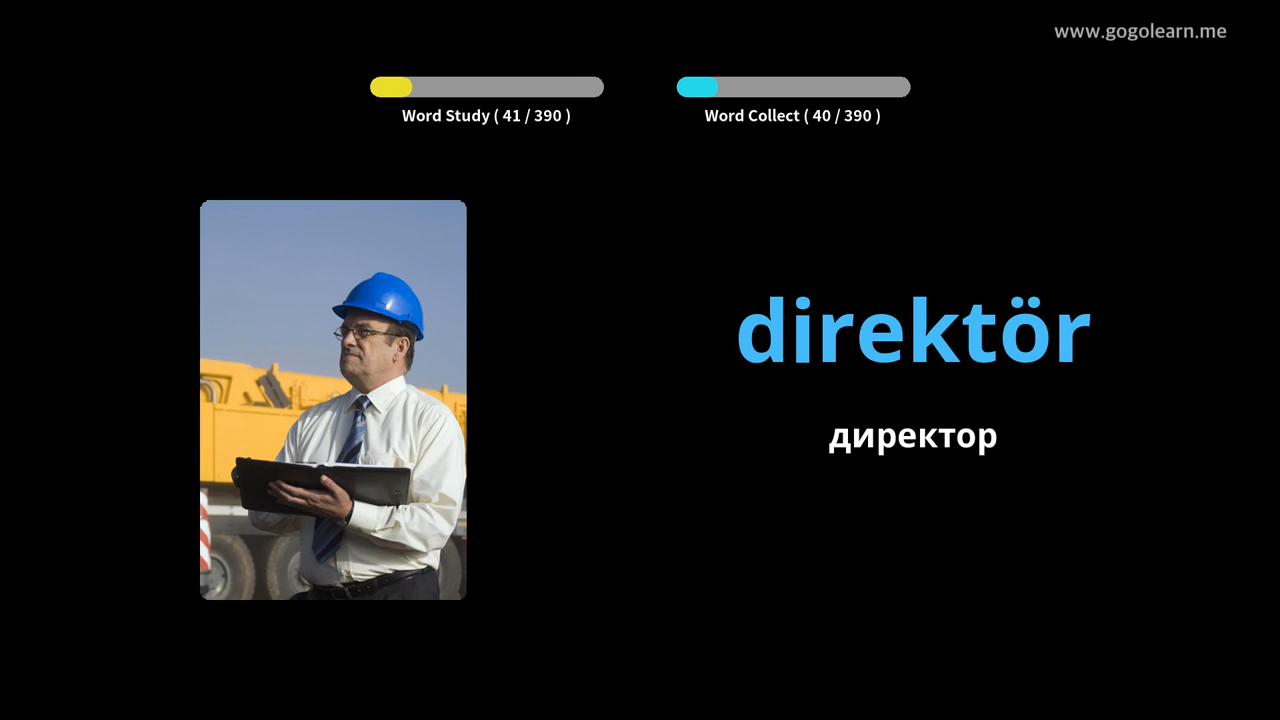 www.gogolearn.me
Word Study ( 41 / 390 )
Word Collect ( 40 / 390 )
direktör
директор